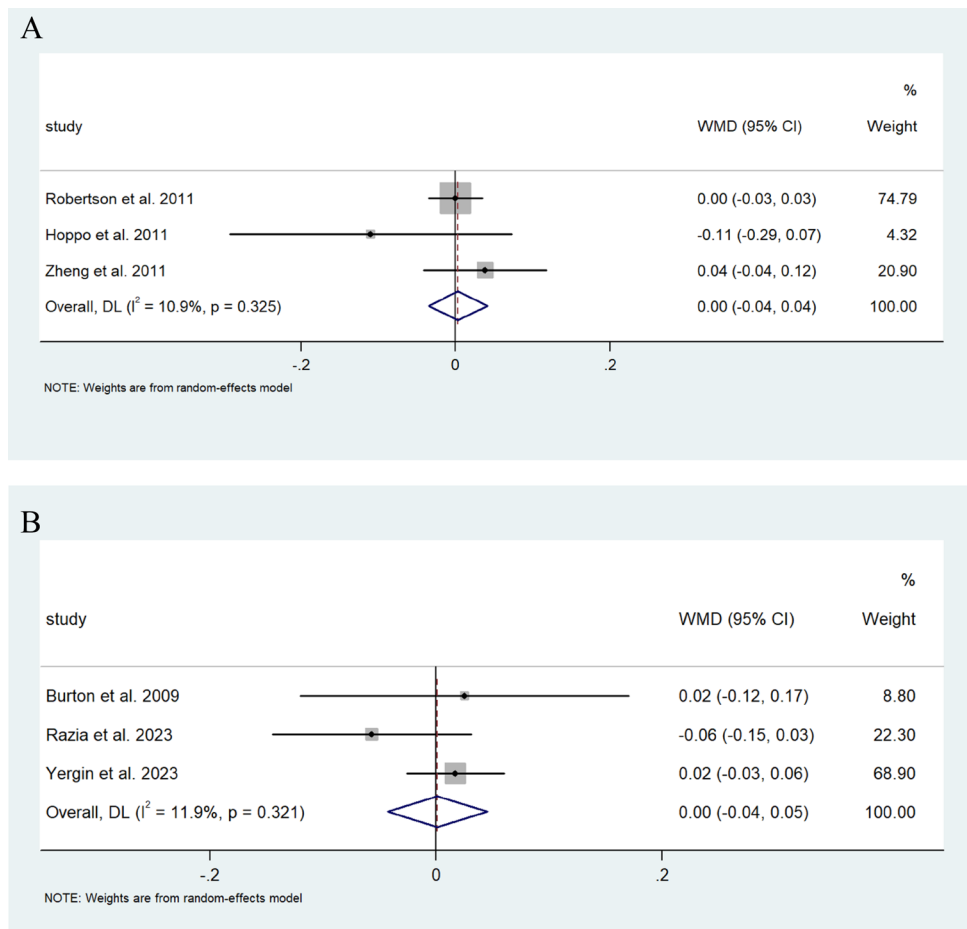 A
%
study WMD (95% CI) Weight
Robertson et al. 2011 0.00 (-0.03, 0.03) 74.79
Hoppo et al. 2011 -0.11 (-0.29, 0.07) 4.32
Zheng et al. 2011 0.04 (-0.04, 0.12) 20.90
Overall, DL (I² = 10.9%, p = 0.325) 0.00 (-0.04, 0.04) 100.00
-.2 0 .2
NOTE: Weights are from random-effects model
B
%
study WMD (95% CI) Weight
Burton et al. 2009 0.02 (-0.12, 0.17) 8.80
Razia et al. 2023 -0.06 (-0.15, 0.03) 22.30
Yergin et al. 2023 0.02 (-0.03, 0.06) 68.90
Overall, DL (I² = 11.9%, p = 0.321) 0.00 (-0.04, 0.05) 100.00
-.2 0 .2
NOTE: Weights are from random-effects model